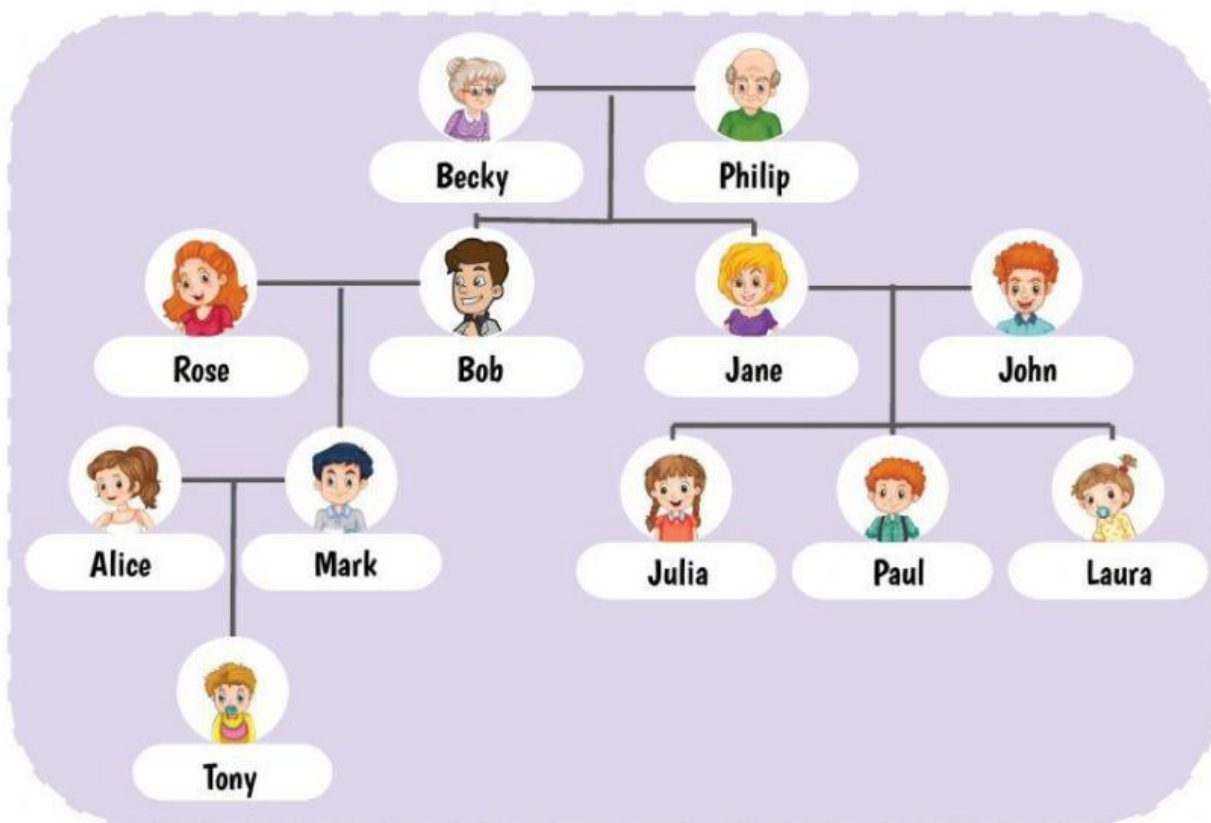 Becky
Philip
Rose
Bob
Jane
John
Alice
Mark
Julia
Paul
Laura
Tony